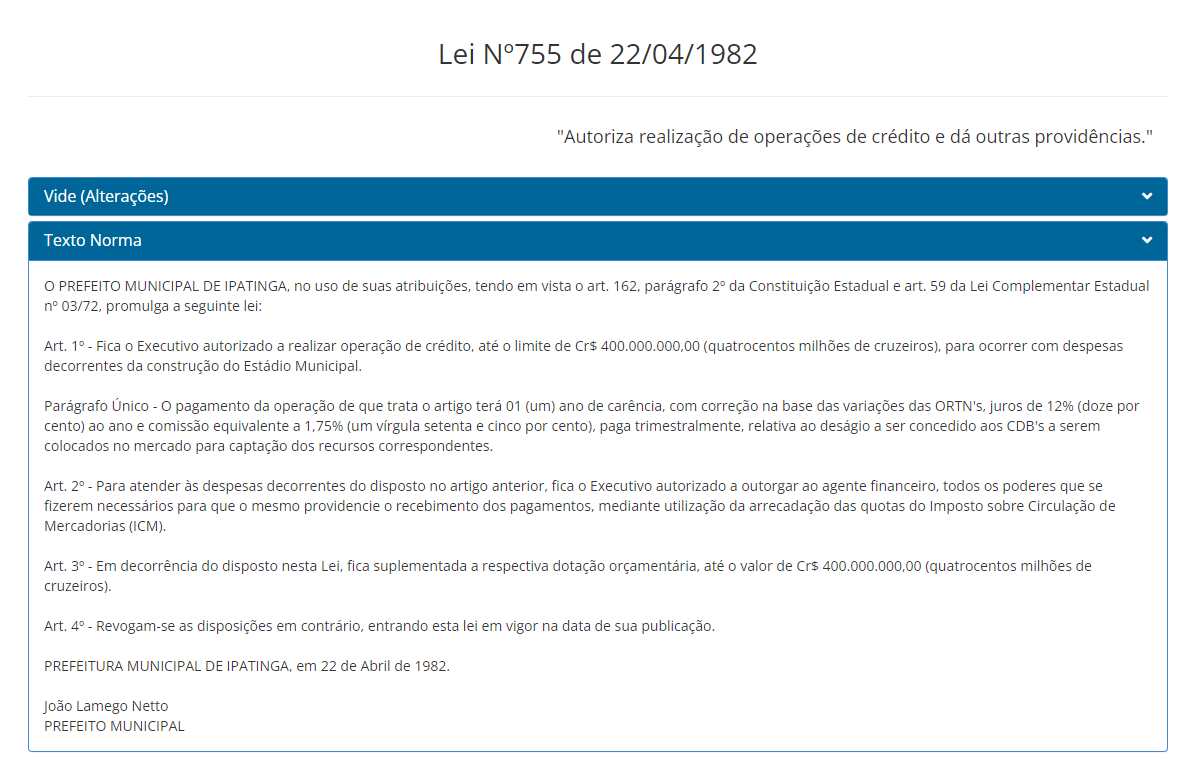 Lei Nº755 de 22/04/1982
"Autoriza realização de operações de crédito e dá outras providências."
Vide (Alterações)
Texto Norma
O PREFEITO MUNICIPAL DE IPATINGA, no uso de suas atribuições, tendo em vista o art. 162, parágrafo 2º da Constituição Estadual e art. 59 da Lei Complementar Estadual
nº 03/72, promulga a seguinte lei:
Art. 1º - Fica o Executivo autorizado a realizar operação de crédito, até o limite de Cr$ 400.000.000,00 (quatrocentos milhões de cruzeiros), para ocorrer com despesas
decorrentes da construção do Estádio Municipal.
Parágrafo Único - O pagamento da operação de que trata o artigo terá 01 (um) ano de carência, com correção na base das variações das ORTN's, juros de 12% (doze por
cento) ao ano e comissão equivalente a 1,75% (um vírgula setenta e cinco por cento), paga trimestralmente, relativa ao deságio a ser concedido aos CDB's a serem
colocados no mercado para captação dos recursos correspondentes.
Art. 2º - Para atender às despesas decorrentes do disposto no artigo anterior, fica o Executivo autorizado a outorgar ao agente financeiro, todos os poderes que se
fizerem necessários para que o mesmo providencie o recebimento dos pagamentos, mediante utilização da arrecadação das quotas do Imposto sobre Circulação de
Mercadorias (ICM).
Art. 3º - Em decorrência do disposto nesta Lei, fica suplementada a respectiva dotação orçamentária, até o valor de Cr$ 400.000.000,00 (quatrocentos milhões de
cruzeiros).
Art. 4º - Revogam-se as disposições em contrário, entrando esta lei em vigor na data de sua publicação.
PREFEITURA MUNICIPAL DE IPATINGA, em 22 de Abril de 1982.
João Lamego Netto
PREFEITO MUNICIPAL